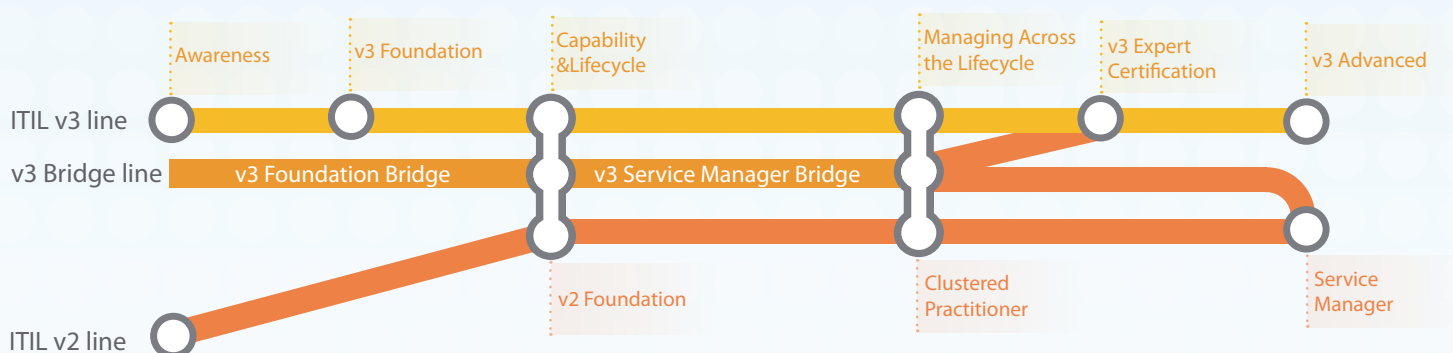 Awareness
v3 Foundation
Capability
&Lifecycle
Managing Across
the Lifecycle
v3 Expert
Certification
v3 Advanced
ITIL v3 line
v3 Bridge line
v3 Foundation Bridge
v3 Service Manager Bridge
v2 Foundation
Clustered
Practitioner
Service
Manager
ITIL v2 line